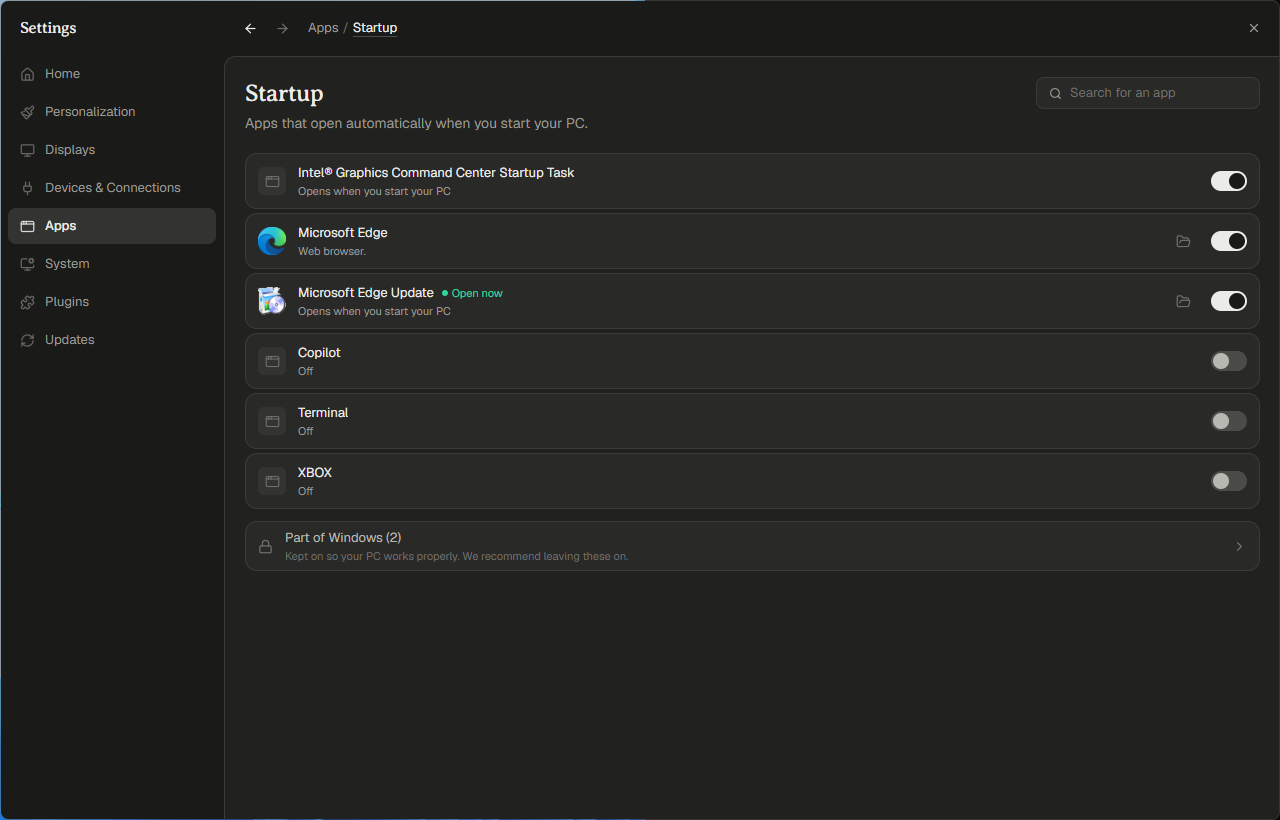 Settings
Apps / Startup
Home
Personalization
Displays
Devices & Connections
Apps
System
Plugins
Updates
Startup
Search for an app
Apps that open automatically when you start your PC.
Intel® Graphics Command Center Startup Task
Opens when you start your PC
Microsoft Edge
Web browser.
Microsoft Edge Update
Open now
Opens when you start your PC
Copilot
Off
Terminal
Off
XBOX
Off
Part of Windows (2)
Kept on so your PC works properly. We recommend leaving these on.